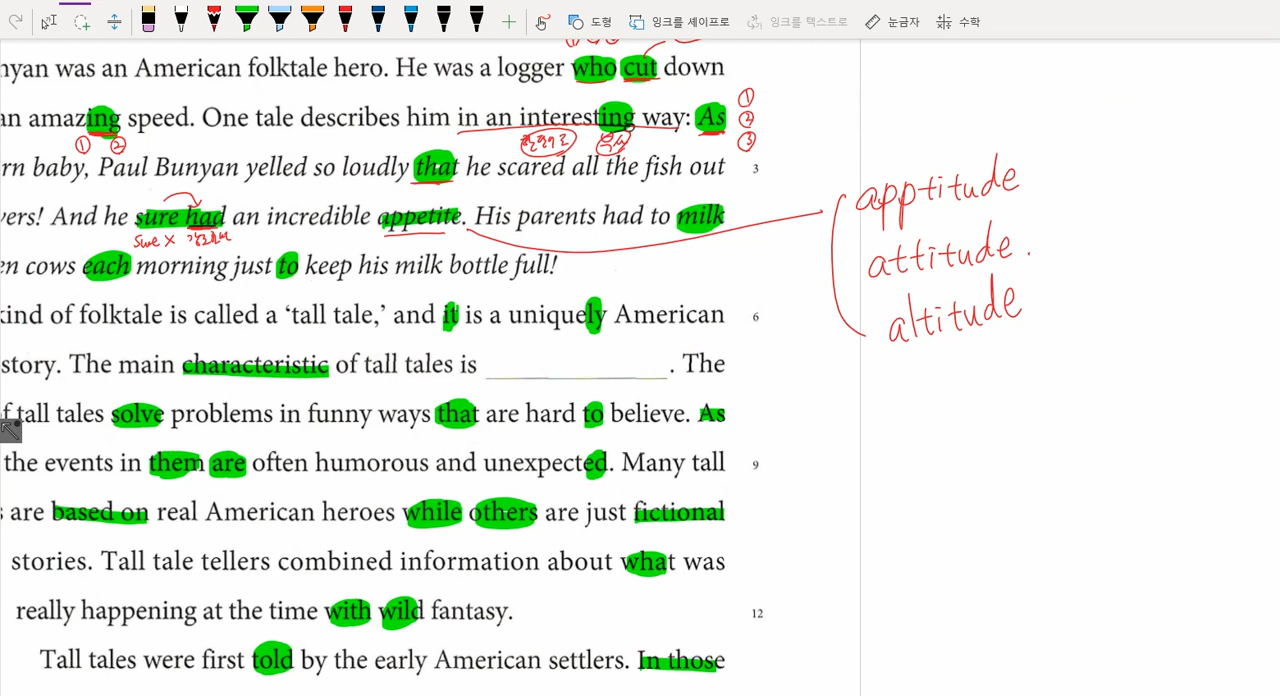 도형 잉크를 셰이프로 잉크를 텍스트로 눈금자 수학
nyan was an American folktale hero. He was a logger who cut down
an amazing speed. One tale describes him in an interesting way: As
① ② ① ② ③
rn baby, Paul Bunyan yelled so loudly that he scared all the fish out 3
vers! And he sure had an incredible appetite. His parents had to milk
sure X
en cows each morning just to keep his milk bottle full!
apptitude
attitude.
altitude
kind of folktale is called a ‘tall tale,’ and it is a uniquely American 6
story. The main characteristic of tall tales is ____________. The
f tall tales solve problems in funny ways that are hard to believe. As
the events in them are often humorous and unexpected. Many tall 9
s are based on real American heroes while others are just fictional
stories. Tall tale tellers combined information about what was
really happening at the time with wild fantasy. 12
Tall tales were first told by the early American settlers. In those